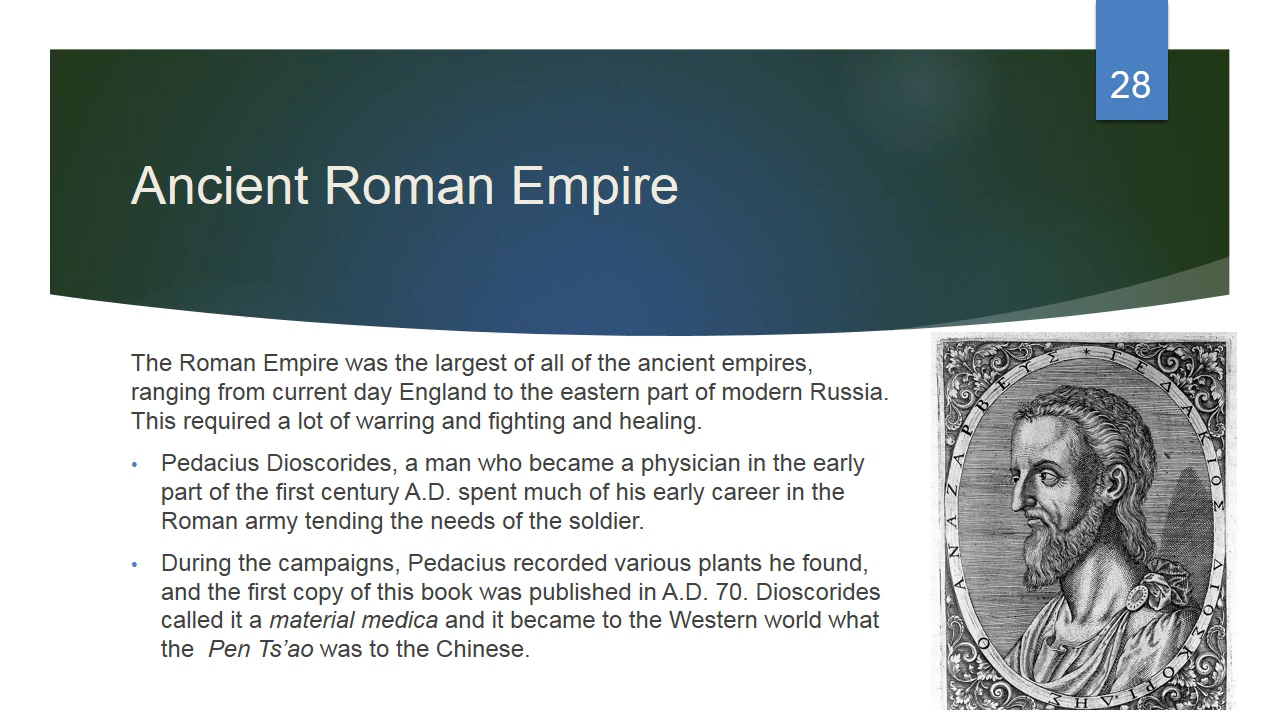 28
Ancient Roman Empire
The Roman Empire was the largest of all of the ancient empires,
ranging from current day England to the eastern part of modern Russia.
This required a lot of warring and fighting and healing.
• Pedacius Dioscorides, a man who became a physician in the early
part of the first century A.D. spent much of his early career in the
Roman army tending the needs of the soldier.
• During the campaigns, Pedacius recorded various plants he found,
and the first copy of this book was published in A.D. 70. Dioscorides
called it a material medica and it became to the Western world what
the Pen Ts’ao was to the Chinese.